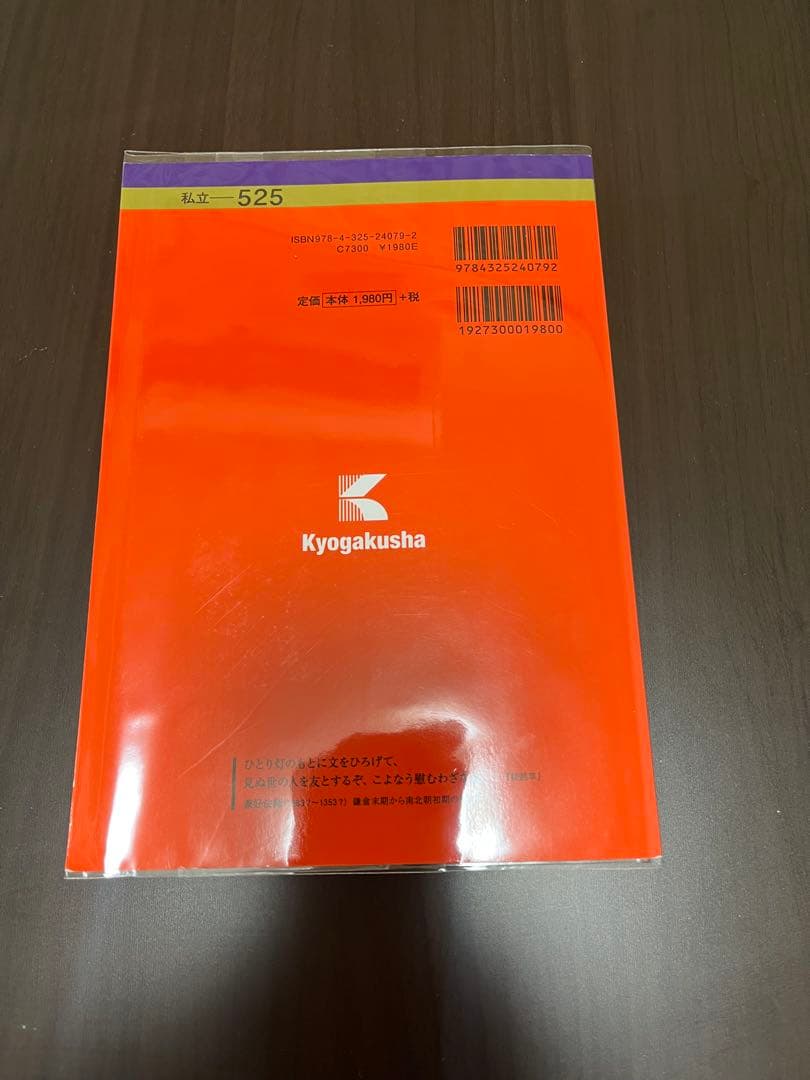 私立―525
ISBN978-4-325-24079-2
C7300 ¥1980E
9784325240792
定価 本体 1,980円 +税
1927300019800
Kyogakusha
ひとり灯のもとに文をひろげて、
見ぬ世の人を友とするぞ、こよなう慰むわざ
～1353?) 鎌倉末期から南北朝初期の